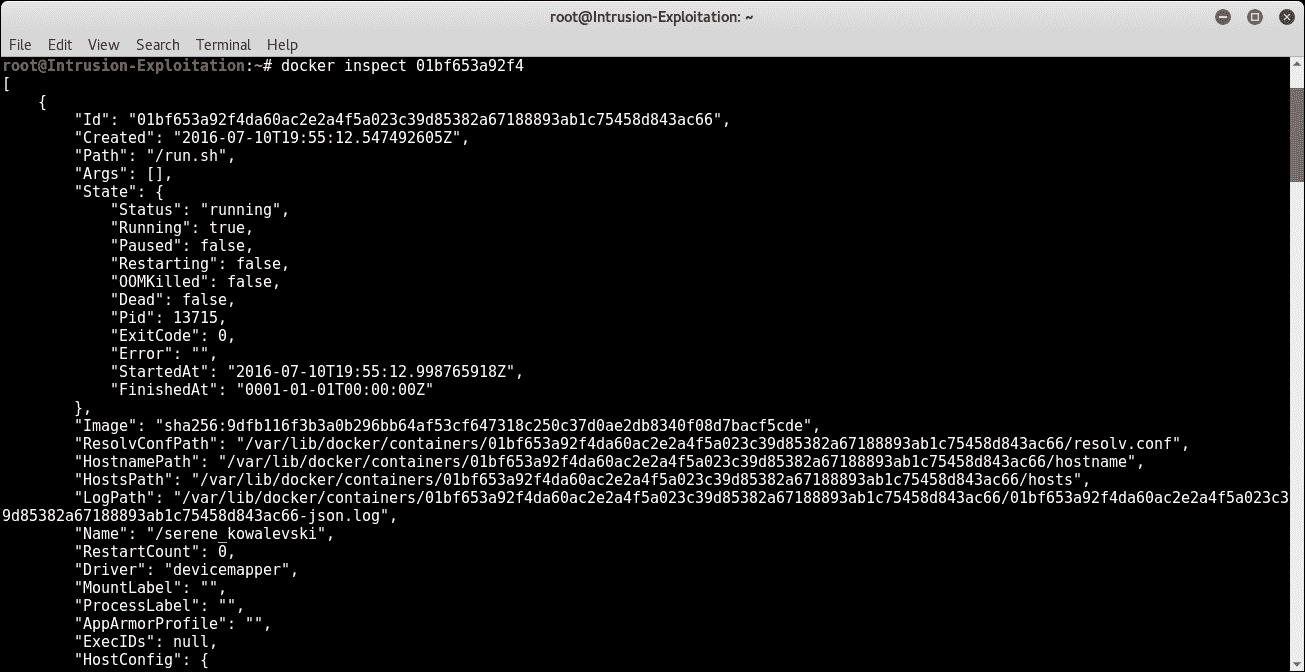 root@Intrusion-Exploitation: ~
File Edit View Search Terminal Help
root@Intrusion-Exploitation:~# docker inspect 01bf653a92f4
[
    {
        "Id": "01bf653a92f4da60ac2e2a4f5a023c39d85382a67188893ab1c75458d843ac66",
        "Created": "2016-07-10T19:55:12.547492605Z",
        "Path": "/run.sh",
        "Args": [],
        "State": {
            "Status": "running",
            "Running": true,
            "Paused": false,
            "Restarting": false,
            "OOMKilled": false,
            "Dead": false,
            "Pid": 13715,
            "ExitCode": 0,
            "Error": "",
            "StartedAt": "2016-07-10T19:55:12.998765918Z",
            "FinishedAt": "0001-01-01T00:00:00Z"
        },
        "Image": "sha256:9dfb116f3b3a0b296bb64af53cf647318c250c37d0ae2db8340f08d7bacf5cde",
        "ResolvConfPath": "/var/lib/docker/containers/01bf653a92f4da60ac2e2a4f5a023c39d85382a67188893ab1c75458d843ac66/resolv.conf",
        "HostnamePath": "/var/lib/docker/containers/01bf653a92f4da60ac2e2a4f5a023c39d85382a67188893ab1c75458d843ac66/hostname",
        "HostsPath": "/var/lib/docker/containers/01bf653a92f4da60ac2e2a4f5a023c39d85382a67188893ab1c75458d843ac66/hosts",
        "LogPath": "/var/lib/docker/containers/01bf653a92f4da60ac2e2a4f5a023c39d85382a67188893ab1c75458d843ac66/01bf653a92f4da60ac2e2a4f5a023c3
9d85382a67188893ab1c75458d843ac66-json.log",
        "Name": "/serene_kowalevski",
        "RestartCount": 0,
        "Driver": "devicemapper",
        "MountLabel": "",
        "ProcessLabel": "",
        "AppArmorProfile": "",
        "ExecIDs": null,
        "HostConfig": {